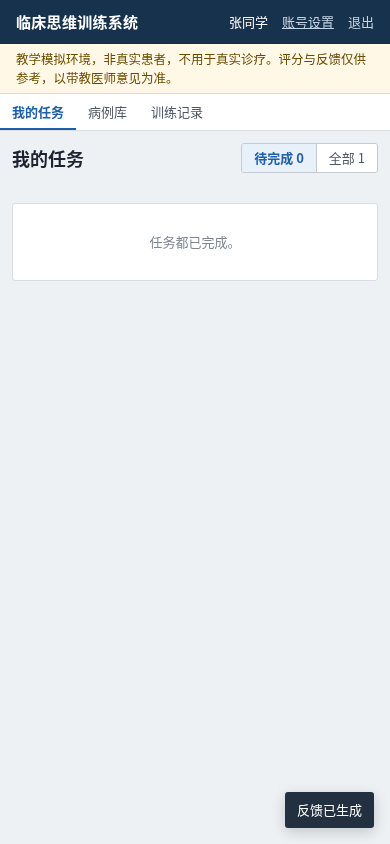 临床思维训练系统 张同学 账号设置 退出
教学模拟环境，非真实患者，不用于真实诊疗。评分与反馈仅供
参考，以带教医师意见为准。
我的任务 病例库 训练记录
我的任务 待完成 0 全部 1
任务都已完成。
反馈已生成